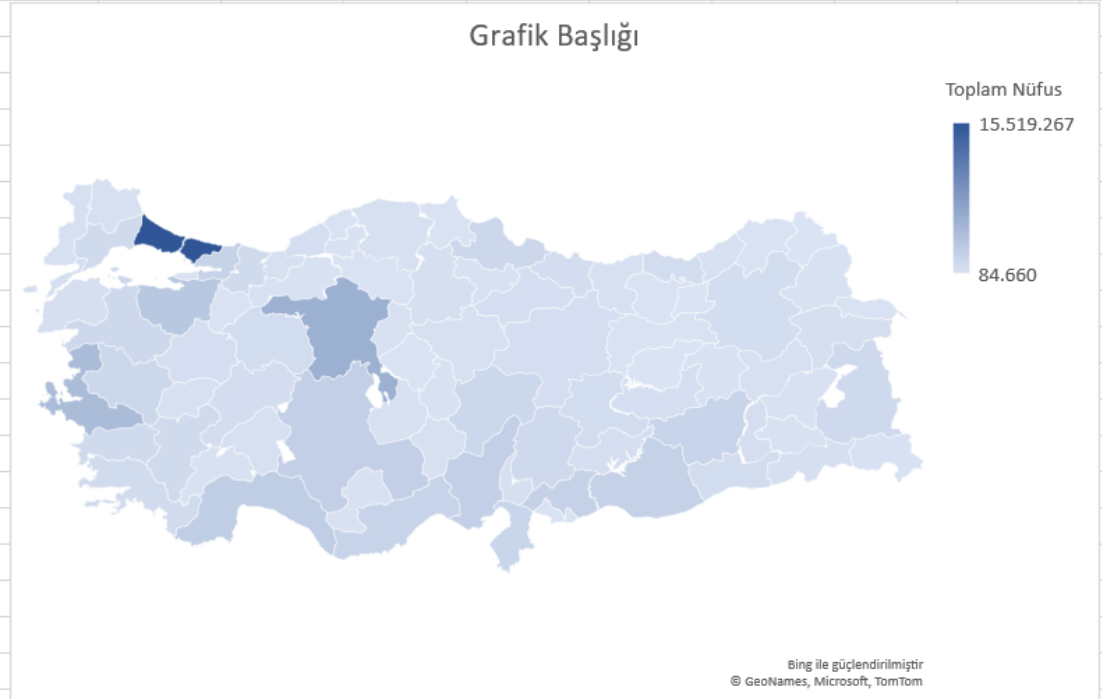 Grafik Başlığı
Toplam Nüfus
15.519.267
84.660
Bing ile güçlendirilmiştir
© GeoNames, Microsoft, TomTom